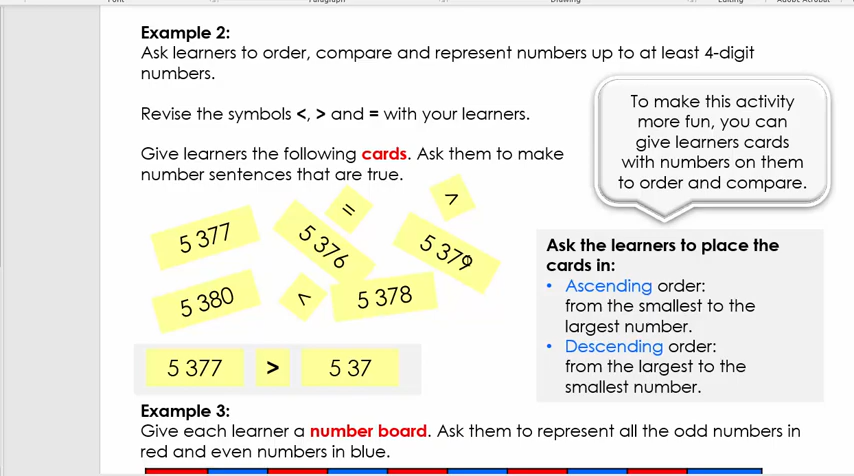 Example 2:
Ask learners to order, compare and represent numbers up to at least 4-digit
numbers.
Revise the symbols <, > and = with your learners.
Give learners the following cards. Ask them to make
number sentences that are true.
To make this activity
more fun, you can
give learners cards
with numbers on them
to order and compare.
=
>
5 377
5 376
5 379
5 380
<
5 378
5 377
>
5 37
Ask the learners to place the
cards in:
• Ascending order:
from the smallest to the
largest number.
• Descending order:
from the largest to the
smallest number.
Example 3:
Give each learner a number board. Ask them to represent all the odd numbers in
red and even numbers in blue.